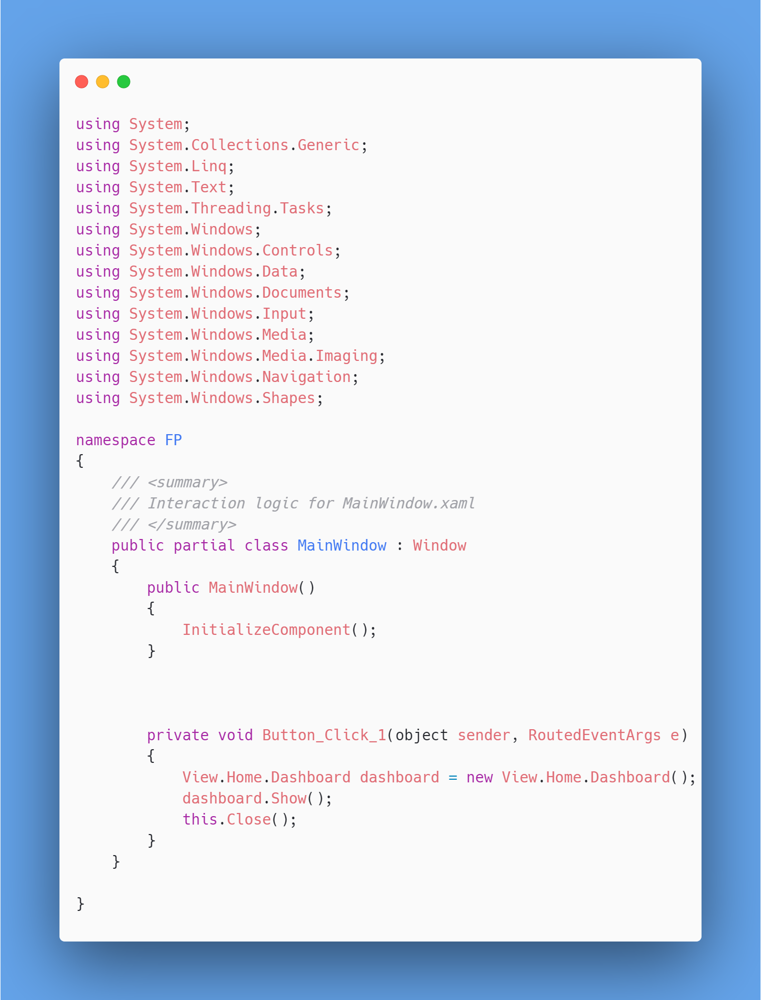 using System;
using System.Collections.Generic;
using System.Linq;
using System.Text;
using System.Threading.Tasks;
using System.Windows;
using System.Windows.Controls;
using System.Windows.Data;
using System.Windows.Documents;
using System.Windows.Input;
using System.Windows.Media;
using System.Windows.Media.Imaging;
using System.Windows.Navigation;
using System.Windows.Shapes;

namespace FP
{
    /// <summary>
    /// Interaction logic for MainWindow.xaml
    /// </summary>
    public partial class MainWindow : Window
    {
        public MainWindow()
        {
            InitializeComponent();
        }



        private void Button_Click_1(object sender, RoutedEventArgs e)
        {
            View.Home.Dashboard dashboard = new View.Home.Dashboard();
            dashboard.Show();
            this.Close();
        }
    }

}